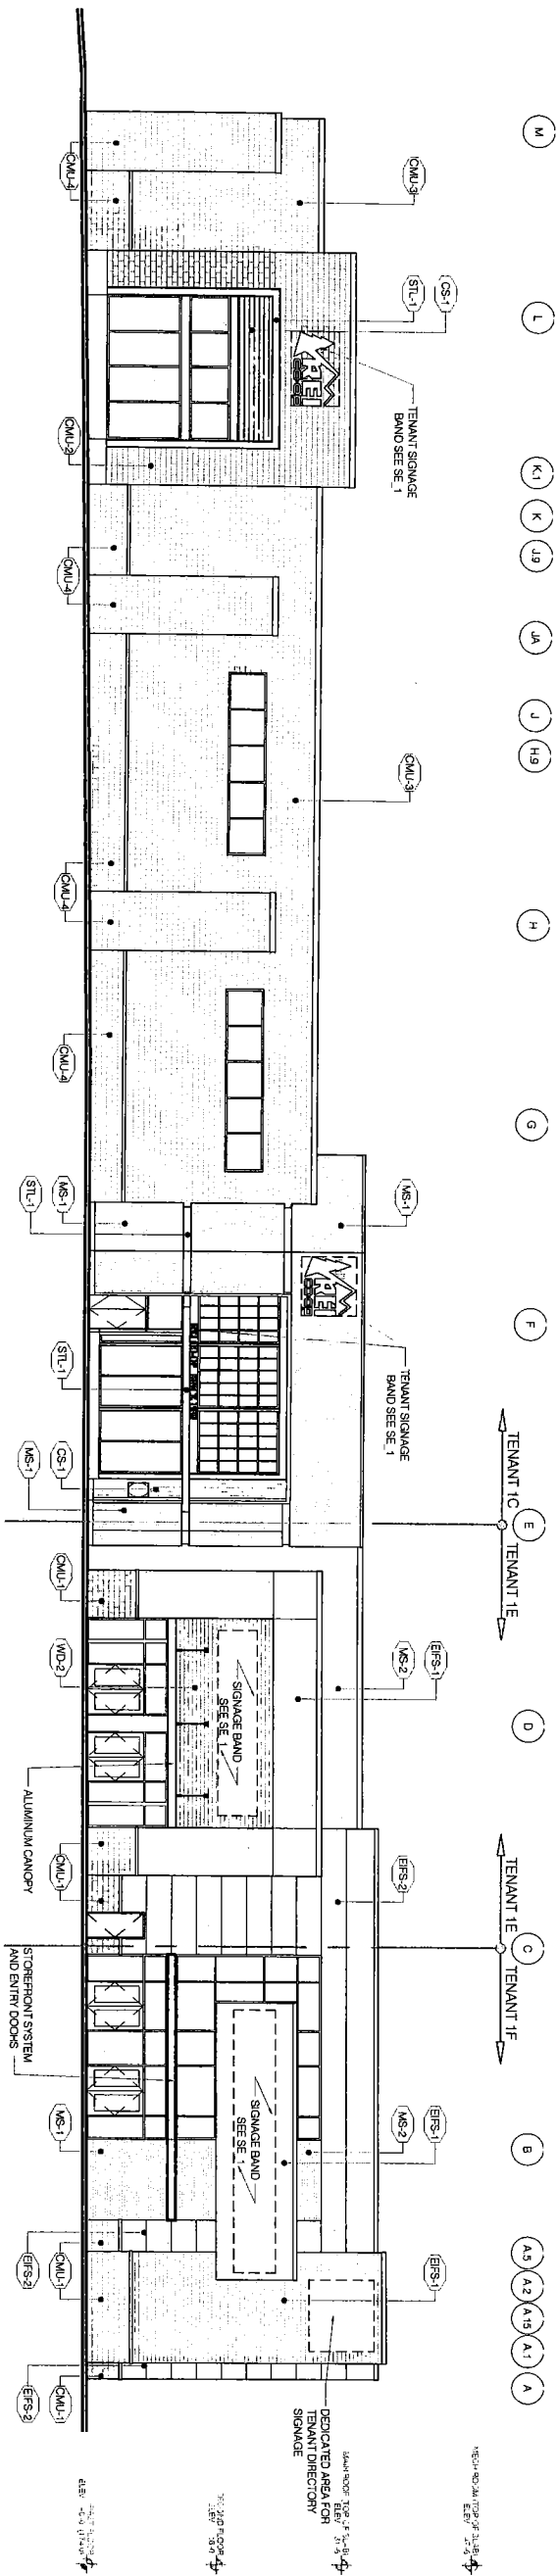 M
L
K.1
K
J.9
JA
J
H.9
H
G
F
E
D
C
B
A.5
A.2
A.15
A.1
A
TENANT 1C
TENANT 1E
TENANT 1E
TENANT 1F
CS-1
STL-1
TENANT SIGNAGE
BAND SEE SE_1
CMU-3
CMU-3
MS-1
TENANT SIGNAGE
BAND SEE SE_1
EIFS-1
MS-2
EIFS-2
EIFS-1
MS-2
EIFS-1
REI
COOP
REI
COOP
SIGNAGE BAND
SEE SE_1
SIGNAGE BAND
SEE SE_1
DEDICATED AREA FOR
TENANT DIRECTORY
SIGNAGE
CMU-4
CMU-2
CMU-4
CMU-4
CMU-4
MS-1
STL-1
STL-1
CS-1
MS-1
CMU-1
WD-2
ALUMINUM CANOPY
CMU-1
STOREFRONT SYSTEM
AND ENTRY DOORS
MS-1
CMU-1
EIFS-2
CMU-1
EIFS-2